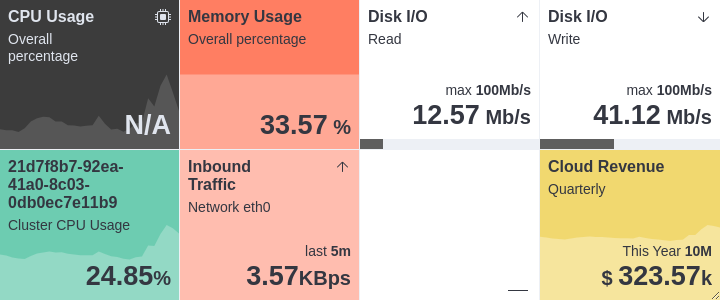 CPU Usage
Overall
percentage
N/A
Memory Usage
Overall percentage
33.57 %
Disk I/O
Read
max 100Mb/s
12.57 Mb/s
Disk I/O
Write
max 100Mb/s
41.12 Mb/s
21d7f8b7-92ea-
41a0-8c03-
0db0ec7e11b9
Cluster CPU Usage
24.85%
Inbound
Traffic
Network eth0
last 5m
3.57KBps
Cloud Revenue
Quarterly
This Year 10M
$ 323.57k